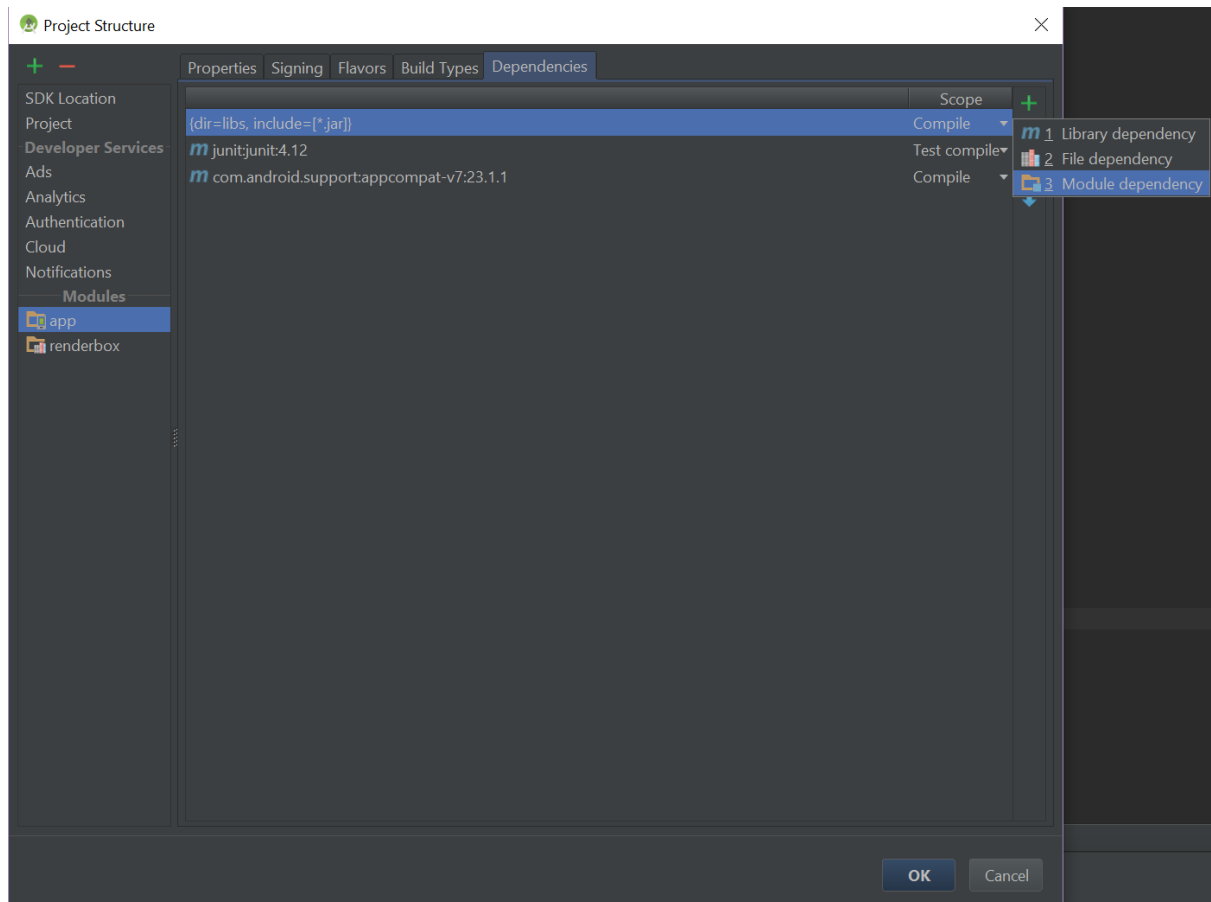 Project Structure
Properties Signing Flavors Build Types Dependencies
SDK Location
Project
Developer Services
Ads
Analytics
Authentication
Cloud
Notifications
Modules
app
renderbox
Scope
{dir=libs, include=[*.jar]} Compile
m junit:junit:4.12 Test compile
m com.android.support:appcompat-v7:23.1.1 Compile
m 1 Library dependency
2 File dependency
3 Module dependency
OK Cancel